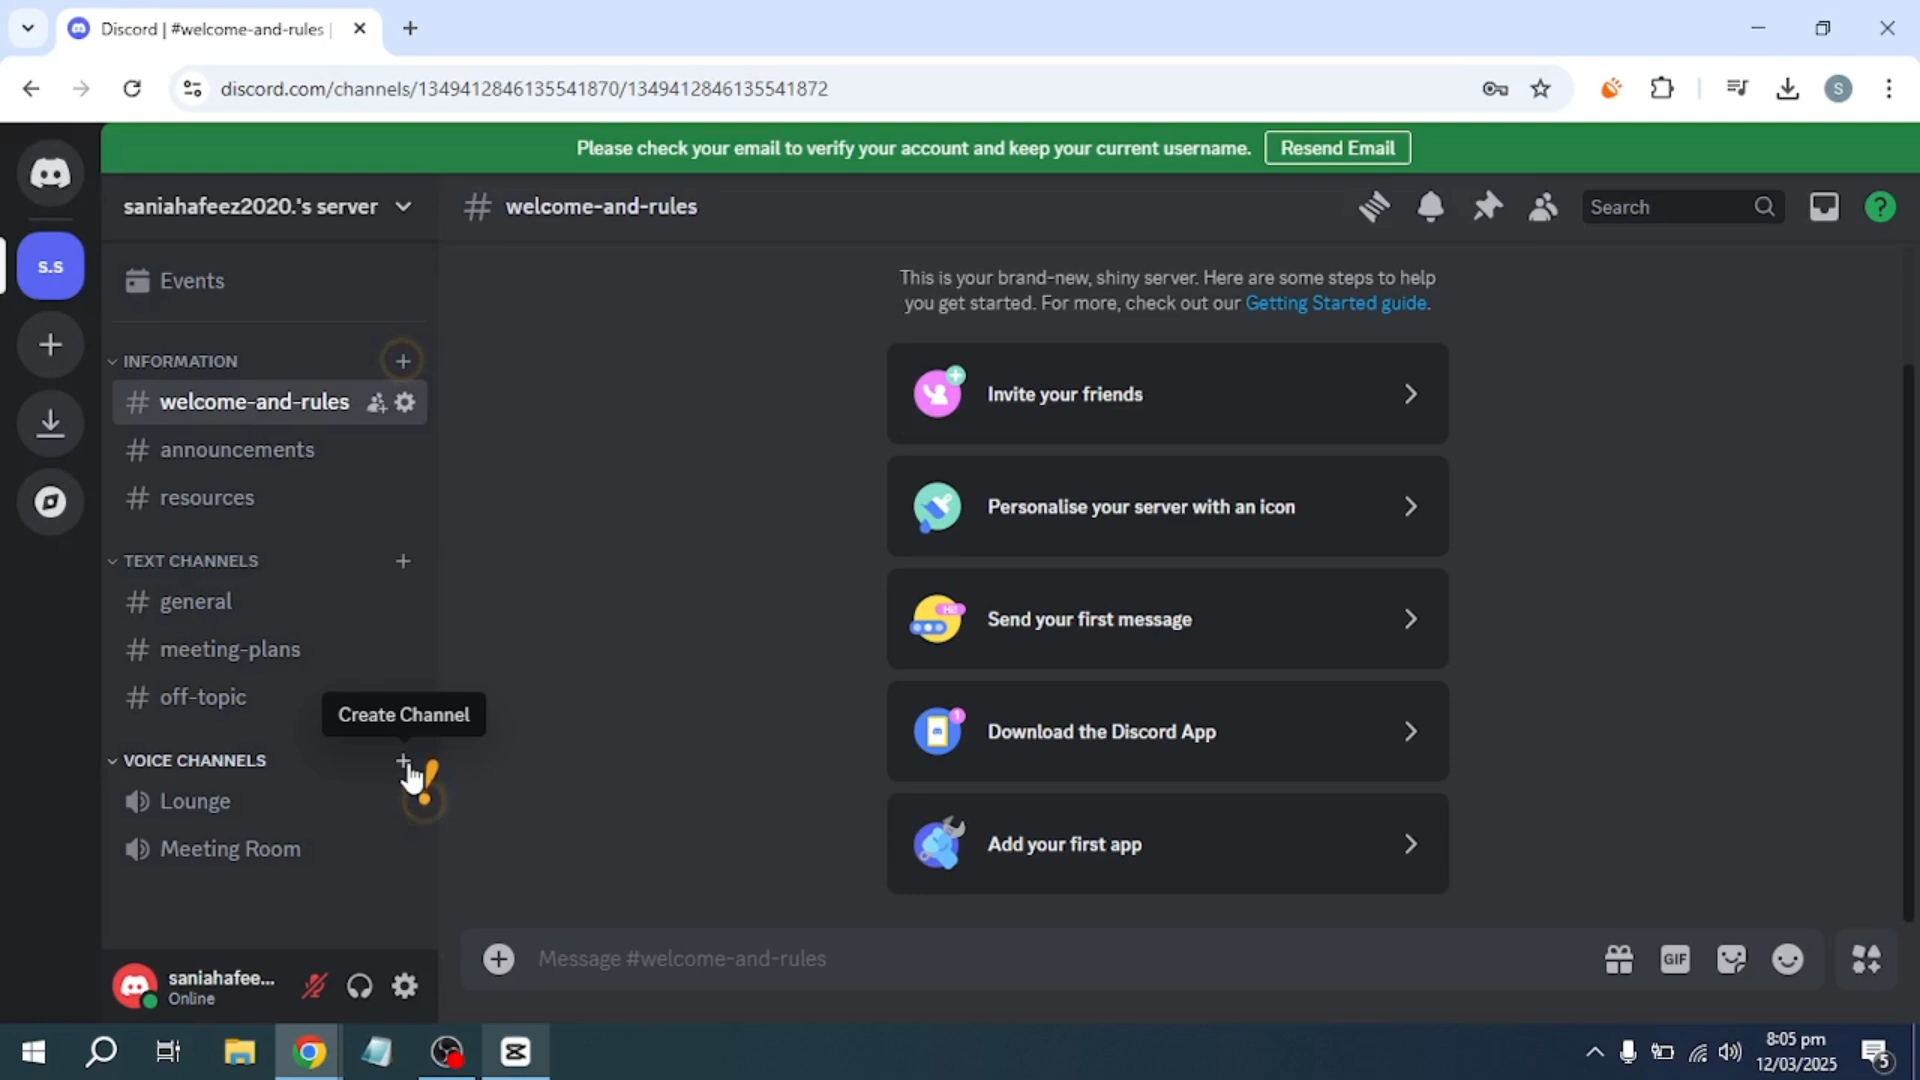 Discord | #welcome-and-rules |
discord.com/channels/1349412846135541870/1349412846135541872
S
Please check your email to verify your account and keep your current username.
Resend Email
saniahafeez2020.'s server
welcome-and-rules
Search
s.s
Events
This is your brand-new, shiny server. Here are some steps to help
you get started. For more, check out our Getting Started guide.
INFORMATION
welcome-and-rules
announcements
resources
TEXT CHANNELS
general
meeting-plans
off-topic
Create Channel
VOICE CHANNELS
Lounge
Meeting Room
Invite your friends
Personalise your server with an icon
Hi!
Send your first message
1
Download the Discord App
Add your first app
Message #welcome-and-rules
GIF
saniahafee...
Online
8:05 pm
12/03/2025
5